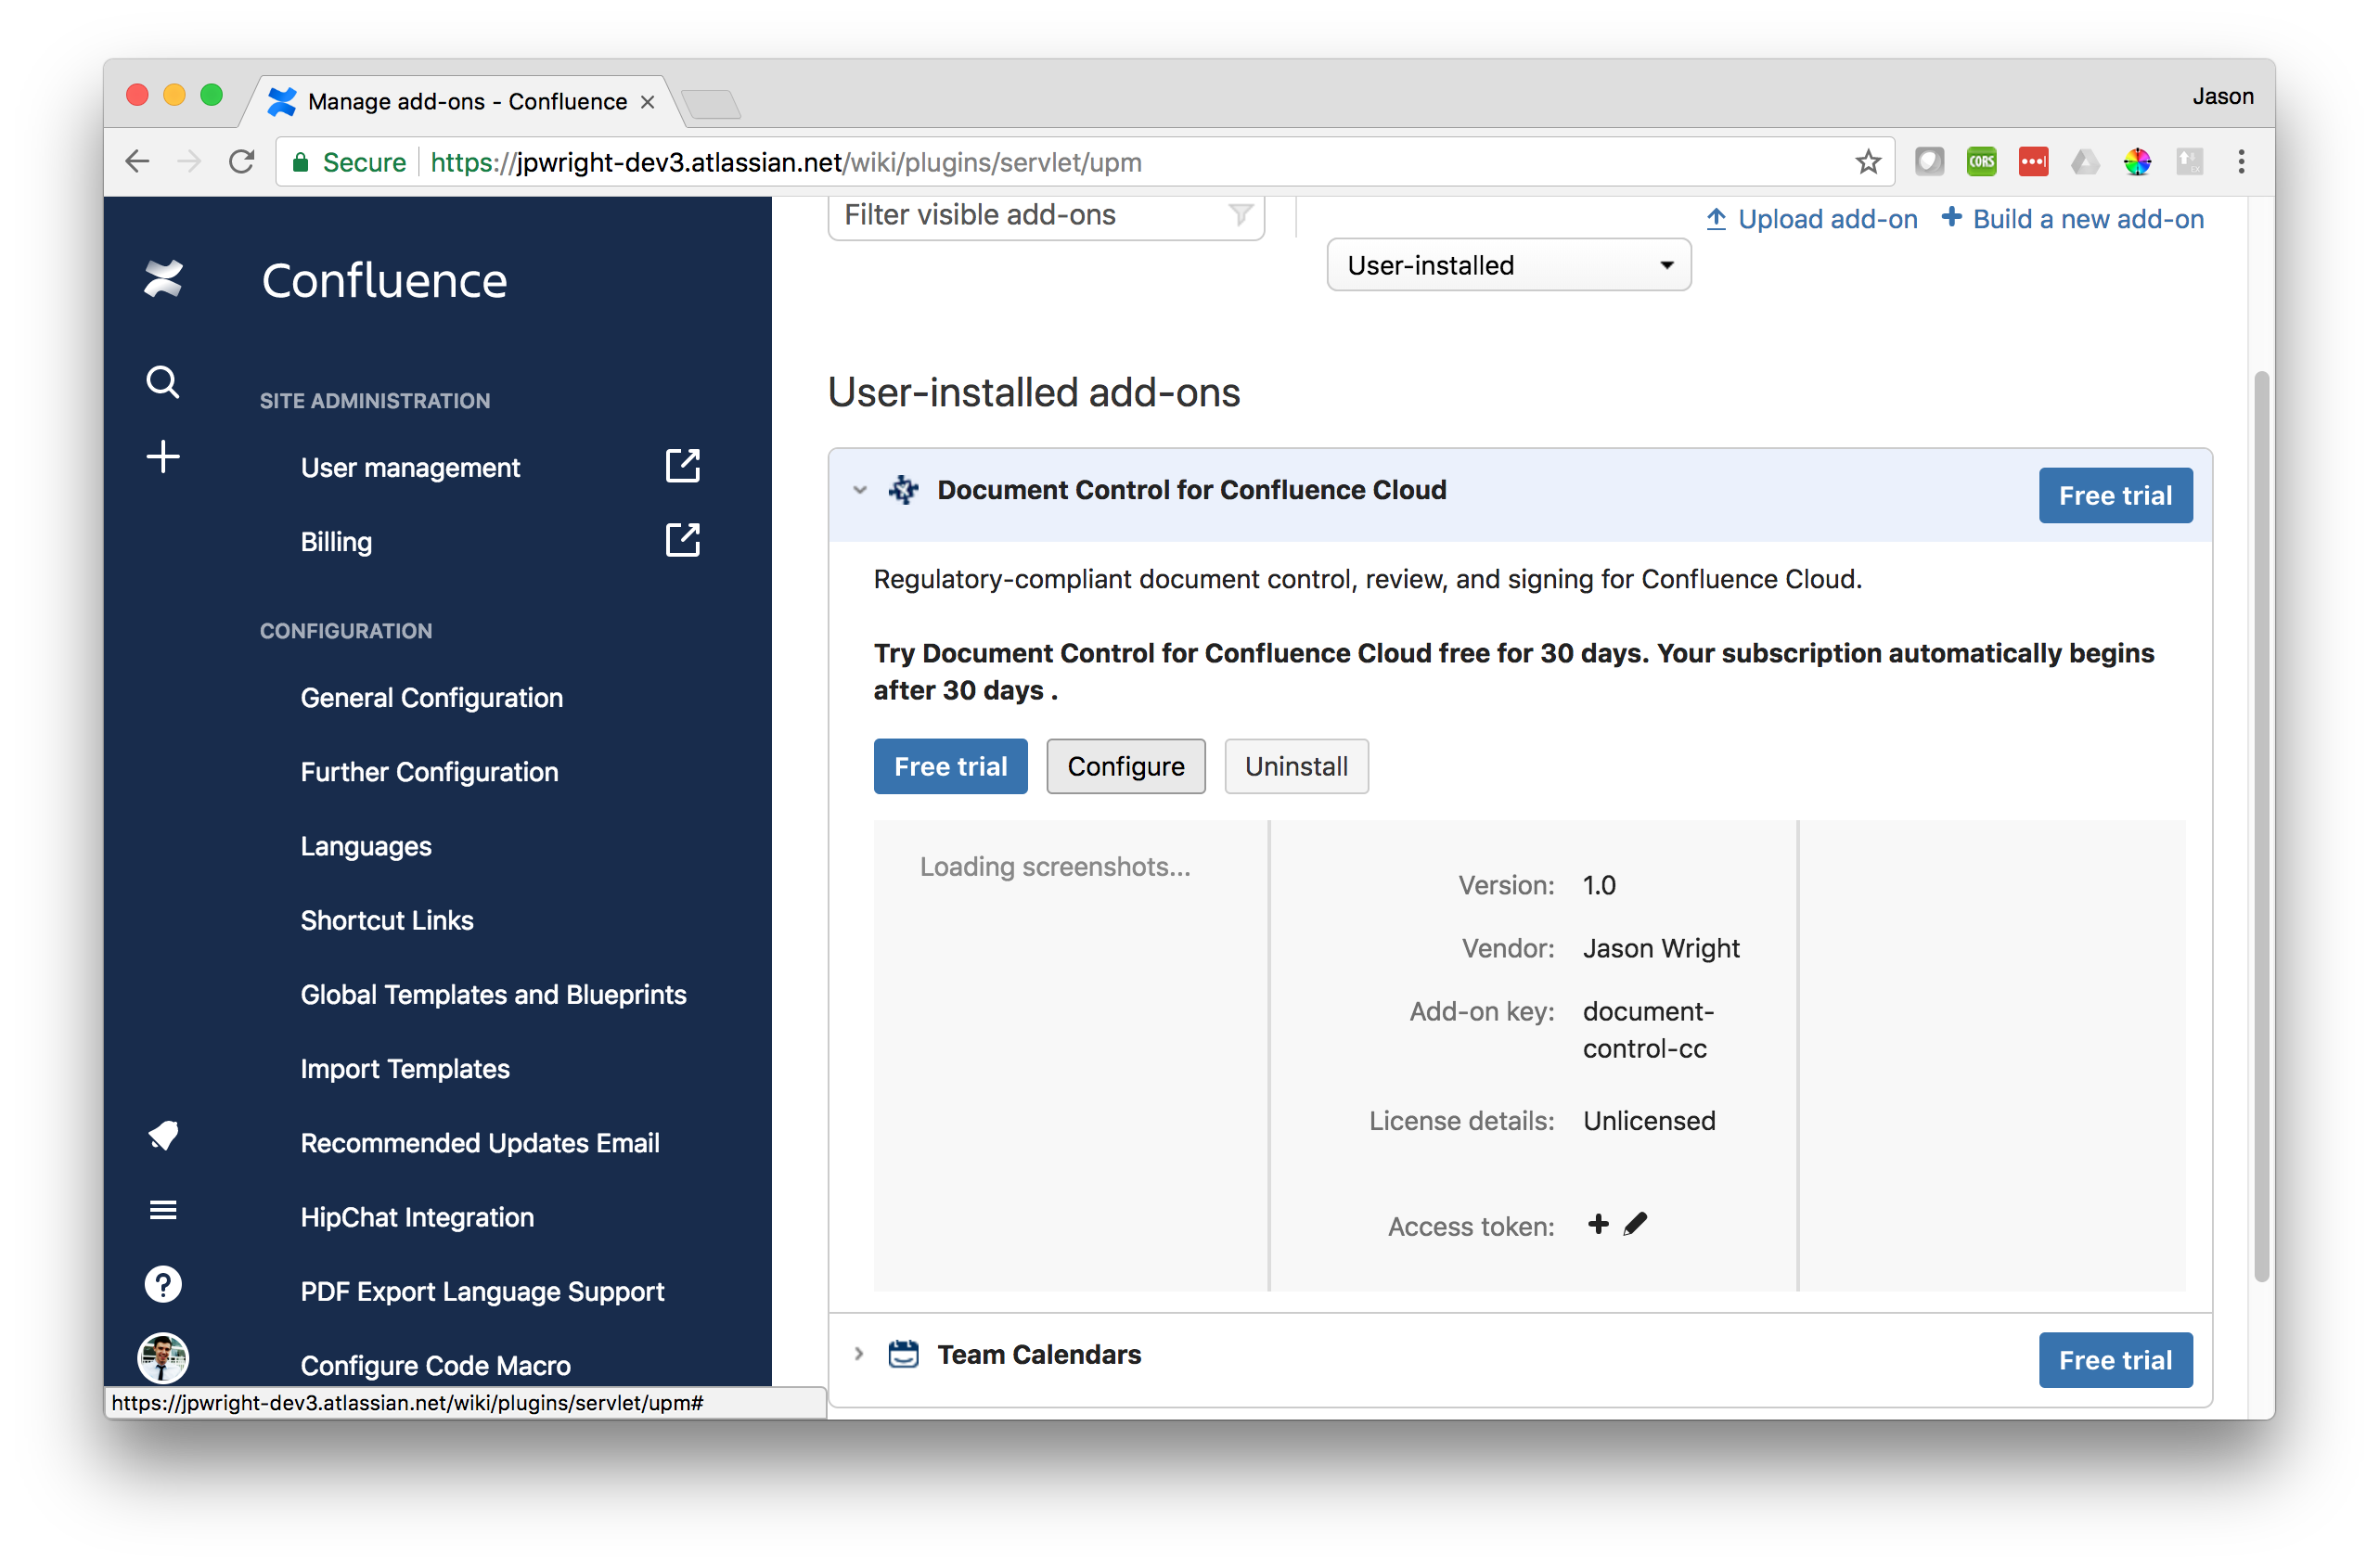 Manage add-ons - Confluence
Jason
Secure https://jpwright-dev3.atlassian.net/wiki/plugins/servlet/upm
CORS
Confluence
SITE ADMINISTRATION
User management
Billing
CONFIGURATION
General Configuration
Further Configuration
Languages
Shortcut Links
Global Templates and Blueprints
Import Templates
Recommended Updates Email
HipChat Integration
PDF Export Language Support
Configure Code Macro
https://jpwright-dev3.atlassian.net/wiki/plugins/servlet/upm#
Filter visible add-ons
User-installed
Upload add-on
Build a new add-on
User-installed add-ons
Document Control for Confluence Cloud
Free trial
Regulatory-compliant document control, review, and signing for Confluence Cloud.
Try Document Control for Confluence Cloud free for 30 days. Your subscription automatically begins
after 30 days .
Free trial
Configure
Uninstall
Loading screenshots...
Version: 1.0
Vendor: Jason Wright
Add-on key: document-
control-cc
License details: Unlicensed
Access token:
Team Calendars
Free trial